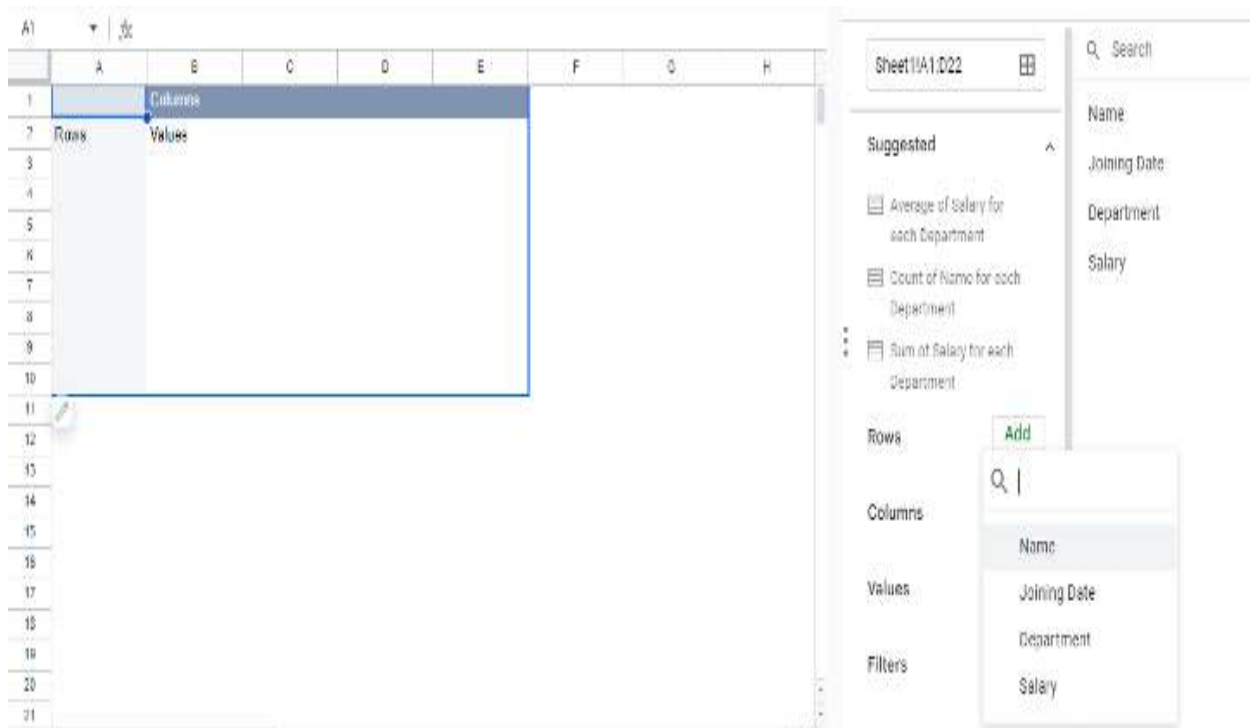 A1 fx
A B C D E F G H
1 Columns
2 Rows Values
3
4
5
6
7
8
9
10
11
12
13
14
15
16
17
18
19
20
21
Sheet1!A1:D22
Suggested
Average of Salary for
each Department
Count of Name for each
Department
Sum of Salary for each
Department
Rows Add
Columns
Values
Filters
Name
Joining Date
Department
Salary
Search
Name
Joining Date
Department
Salary